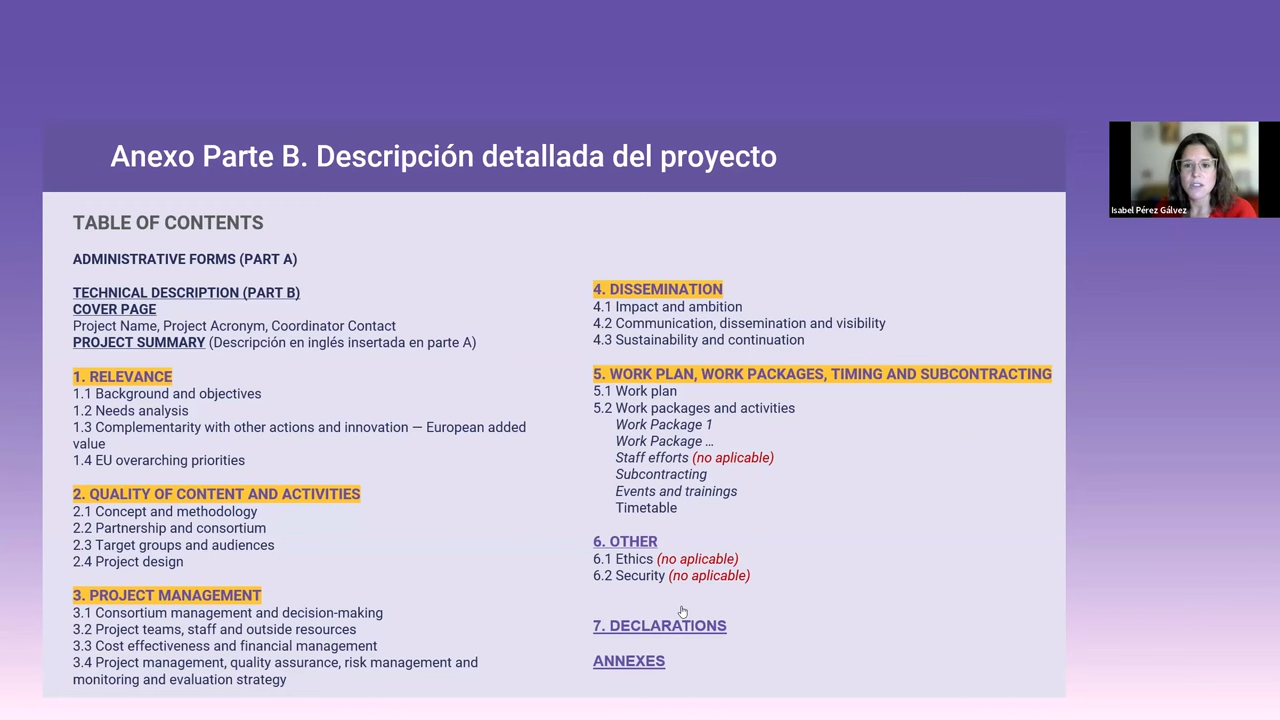 Anexo Parte B. Descripción detallada del proyecto
TABLE OF CONTENTS
ADMINISTRATIVE FORMS (PART A)
TECHNICAL DESCRIPTION (PART B)
COVER PAGE
Project Name, Project Acronym, Coordinator Contact
PROJECT SUMMARY (Descripción en inglés insertada en parte A)
1. RELEVANCE
1.1 Background and objectives
1.2 Needs analysis
1.3 Complementarity with other actions and innovation — European added
value
1.4 EU overarching priorities
2. QUALITY OF CONTENT AND ACTIVITIES
2.1 Concept and methodology
2.2 Partnership and consortium
2.3 Target groups and audiences
2.4 Project design
3. PROJECT MANAGEMENT
3.1 Consortium management and decision-making
3.2 Project teams, staff and outside resources
3.3 Cost effectiveness and financial management
3.4 Project management, quality assurance, risk management and
monitoring and evaluation strategy
4. DISSEMINATION
4.1 Impact and ambition
4.2 Communication, dissemination and visibility
4.3 Sustainability and continuation
5. WORK PLAN, WORK PACKAGES, TIMING AND SUBCONTRACTING
5.1 Work plan
5.2 Work packages and activities
Work Package 1
Work Package …
Staff efforts (no aplicable)
Subcontracting
Events and trainings
Timetable
6. OTHER
6.1 Ethics (no aplicable)
6.2 Security (no aplicable)
7. DECLARATIONS
ANNEXES
Isabel Pérez Gálvez